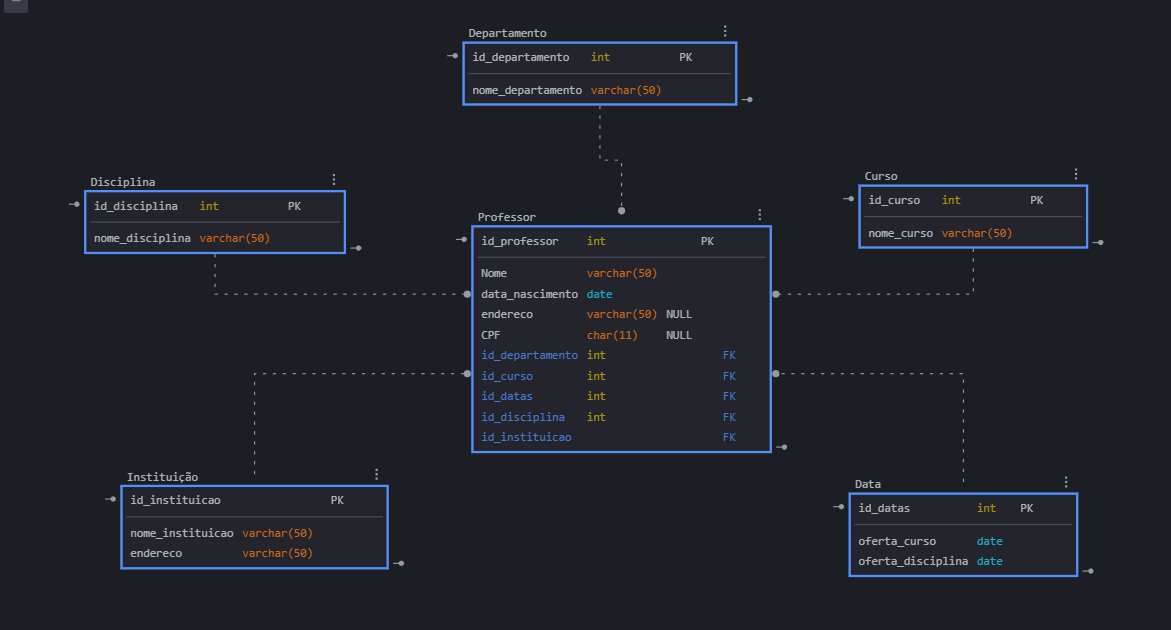 Departamento
id_departamento int PK
nome_departamento varchar(50)
Disciplina
id_disciplina int PK
nome_disciplina varchar(50)
Curso
id_curso int PK
nome_curso varchar(50)
Professor
id_professor int PK
Nome varchar(50)
data_nascimento date
endereco varchar(50) NULL
CPF char(11) NULL
id_departamento int FK
id_curso int FK
id_datas int FK
id_disciplina int FK
id_instituicao FK
Instituição
id_instituicao PK
nome_instituicao varchar(50)
endereco varchar(50)
Data
id_datas int PK
oferta_curso date
oferta_disciplina date